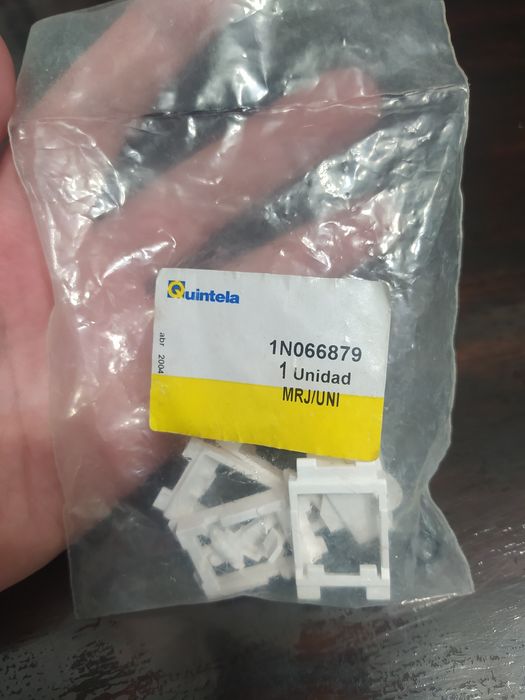 Quintela
1N066879
1 Unidad
MRJ/UNI
abr 2004